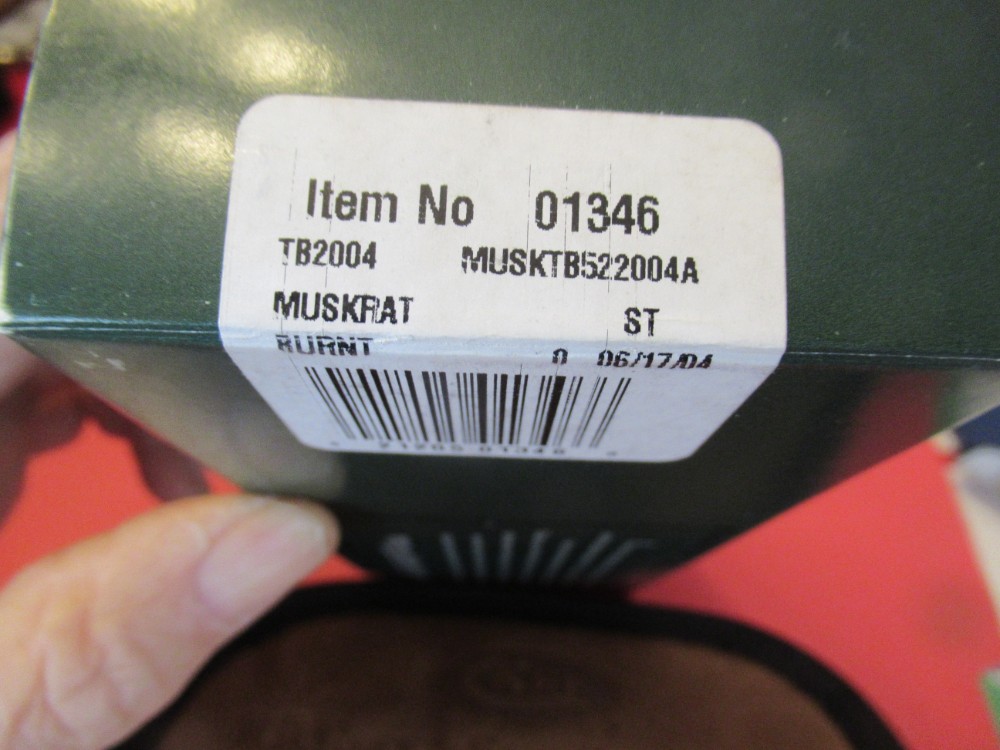 Item No 01346
TB2004 MUSKTB522004A
MUSKRAT ST
BURNT 0 06/17/04